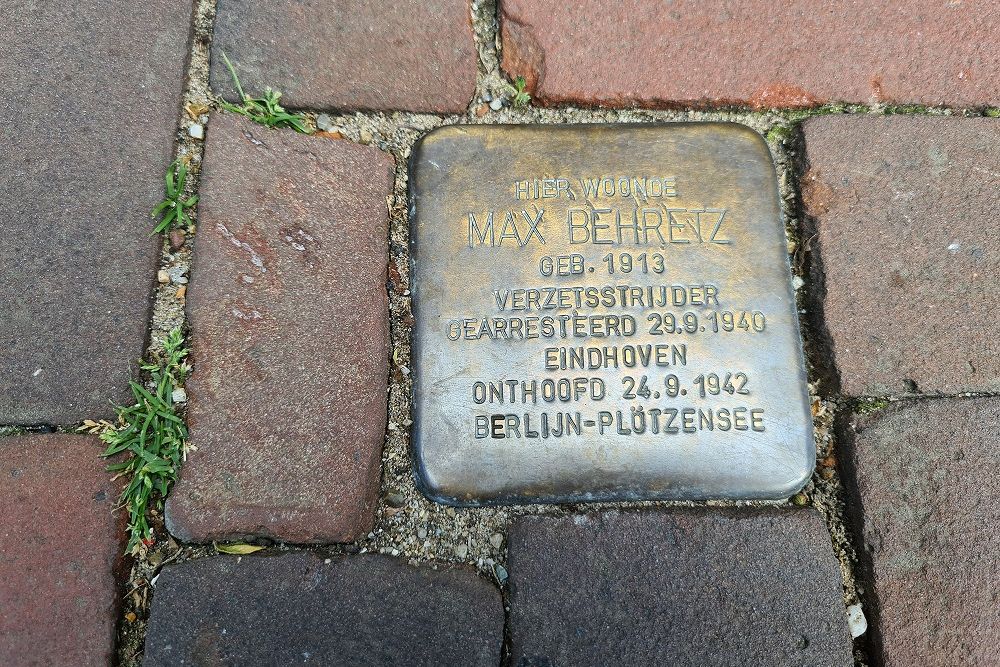 HIER WOONDE
MAX BEHRETZ
GEB. 1913
VERZETSSTRIJDER
GEARRESTEERD 29.9.1940
EINDHOVEN
ONTHOOFD 24.9.1942
BERLIJN-PLÖTZENSEE